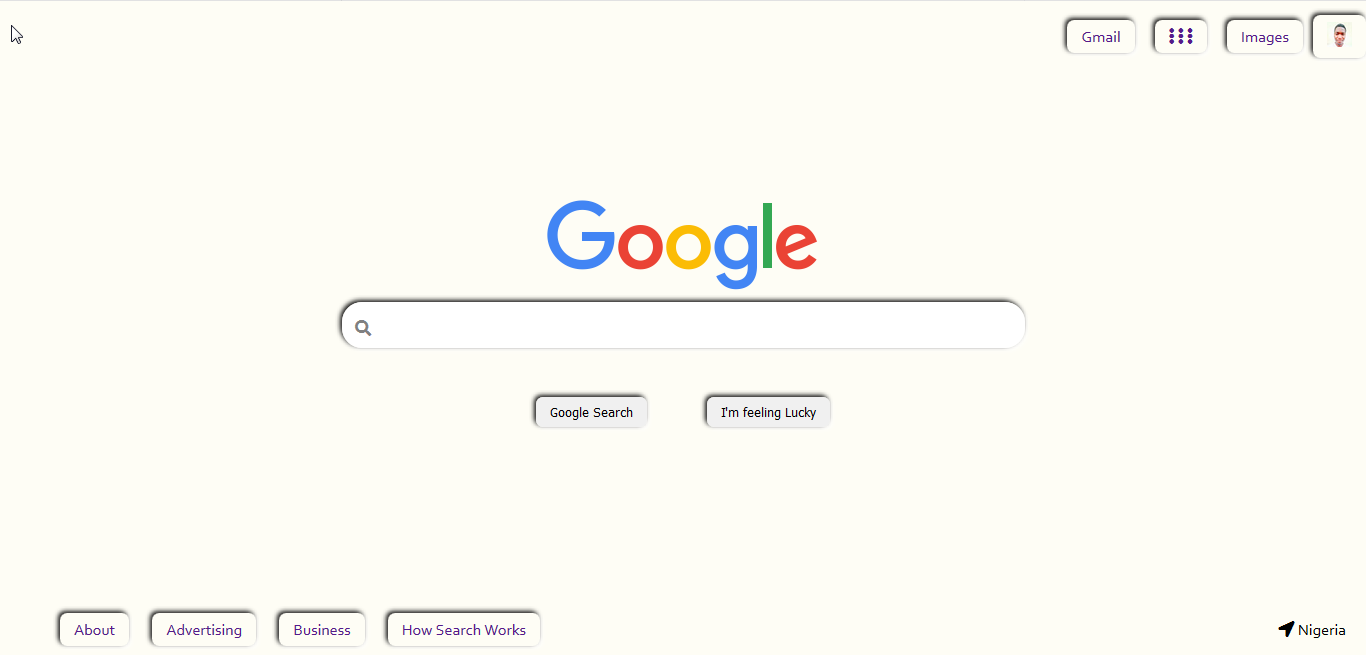 Gmail Images
Google
Google Search I'm feeling Lucky
About Advertising Business How Search Works Nigeria